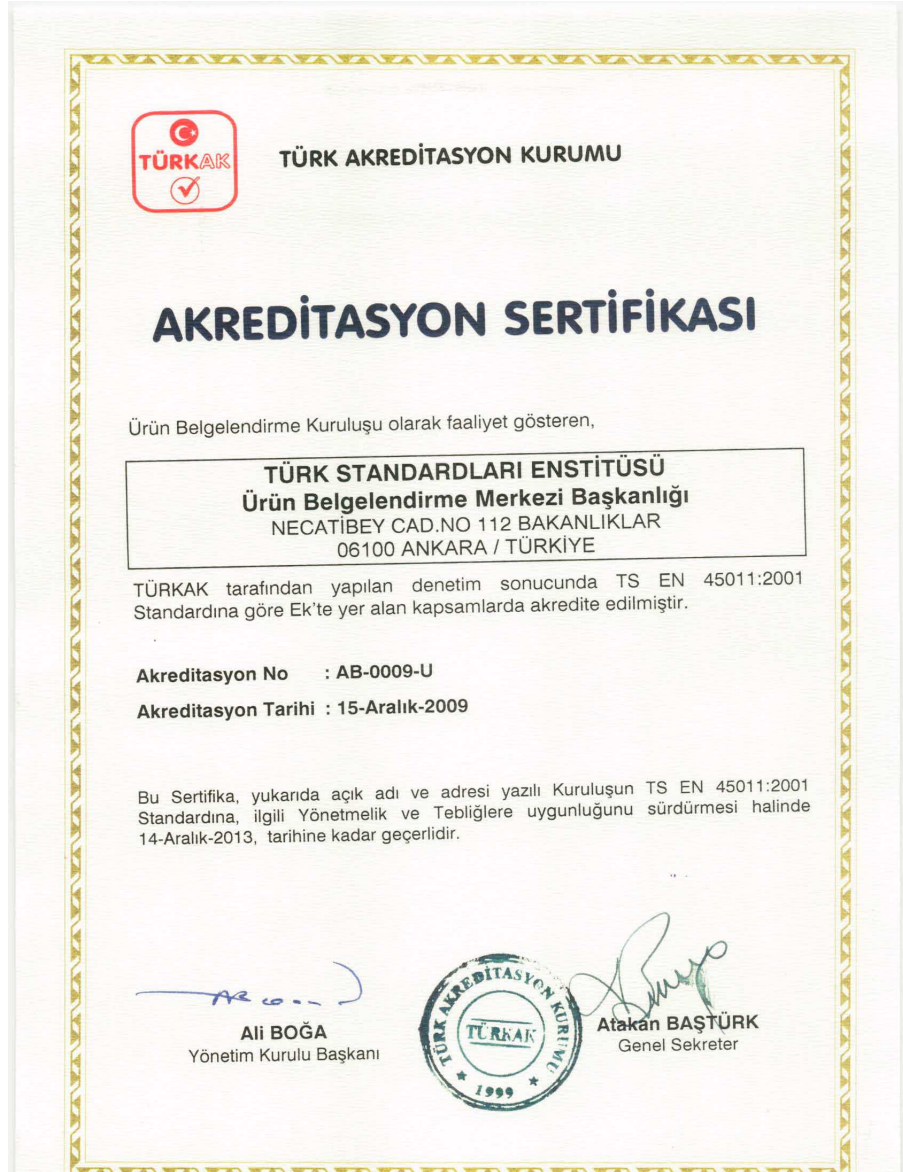 TÜRKAK
TÜRK AKREDİTASYON KURUMU
AKREDİTASYON SERTİFİKASI
Ürün Belgelendirme Kuruluşu olarak faaliyet gösteren,
TÜRK STANDARDLARI ENSTİTÜSÜ
Ürün Belgelendirme Merkezi Başkanlığı
NECATİBEY CAD.NO 112 BAKANLIKLAR
06100 ANKARA / TÜRKİYE
TÜRKAK tarafından yapılan denetim sonucunda TS EN 45011:2001
Standardına göre Ek'te yer alan kapsamlarda akredite edilmiştir.
Akreditasyon No : AB-0009-U
Akreditasyon Tarihi : 15-Aralık-2009
Bu Sertifika, yukarıda açık adı ve adresi yazılı Kuruluşun TS EN 45011:2001
Standardına, ilgili Yönetmelik ve Tebliğlere uygunluğunu sürdürmesi halinde
14-Aralık-2013, tarihine kadar geçerlidir.
Ali BOĞA
Yönetim Kurulu Başkanı
TÜRK AKREDİTASYON KURUMU
TÜRKAK
1999
Atakan BAŞTÜRK
Genel Sekreter